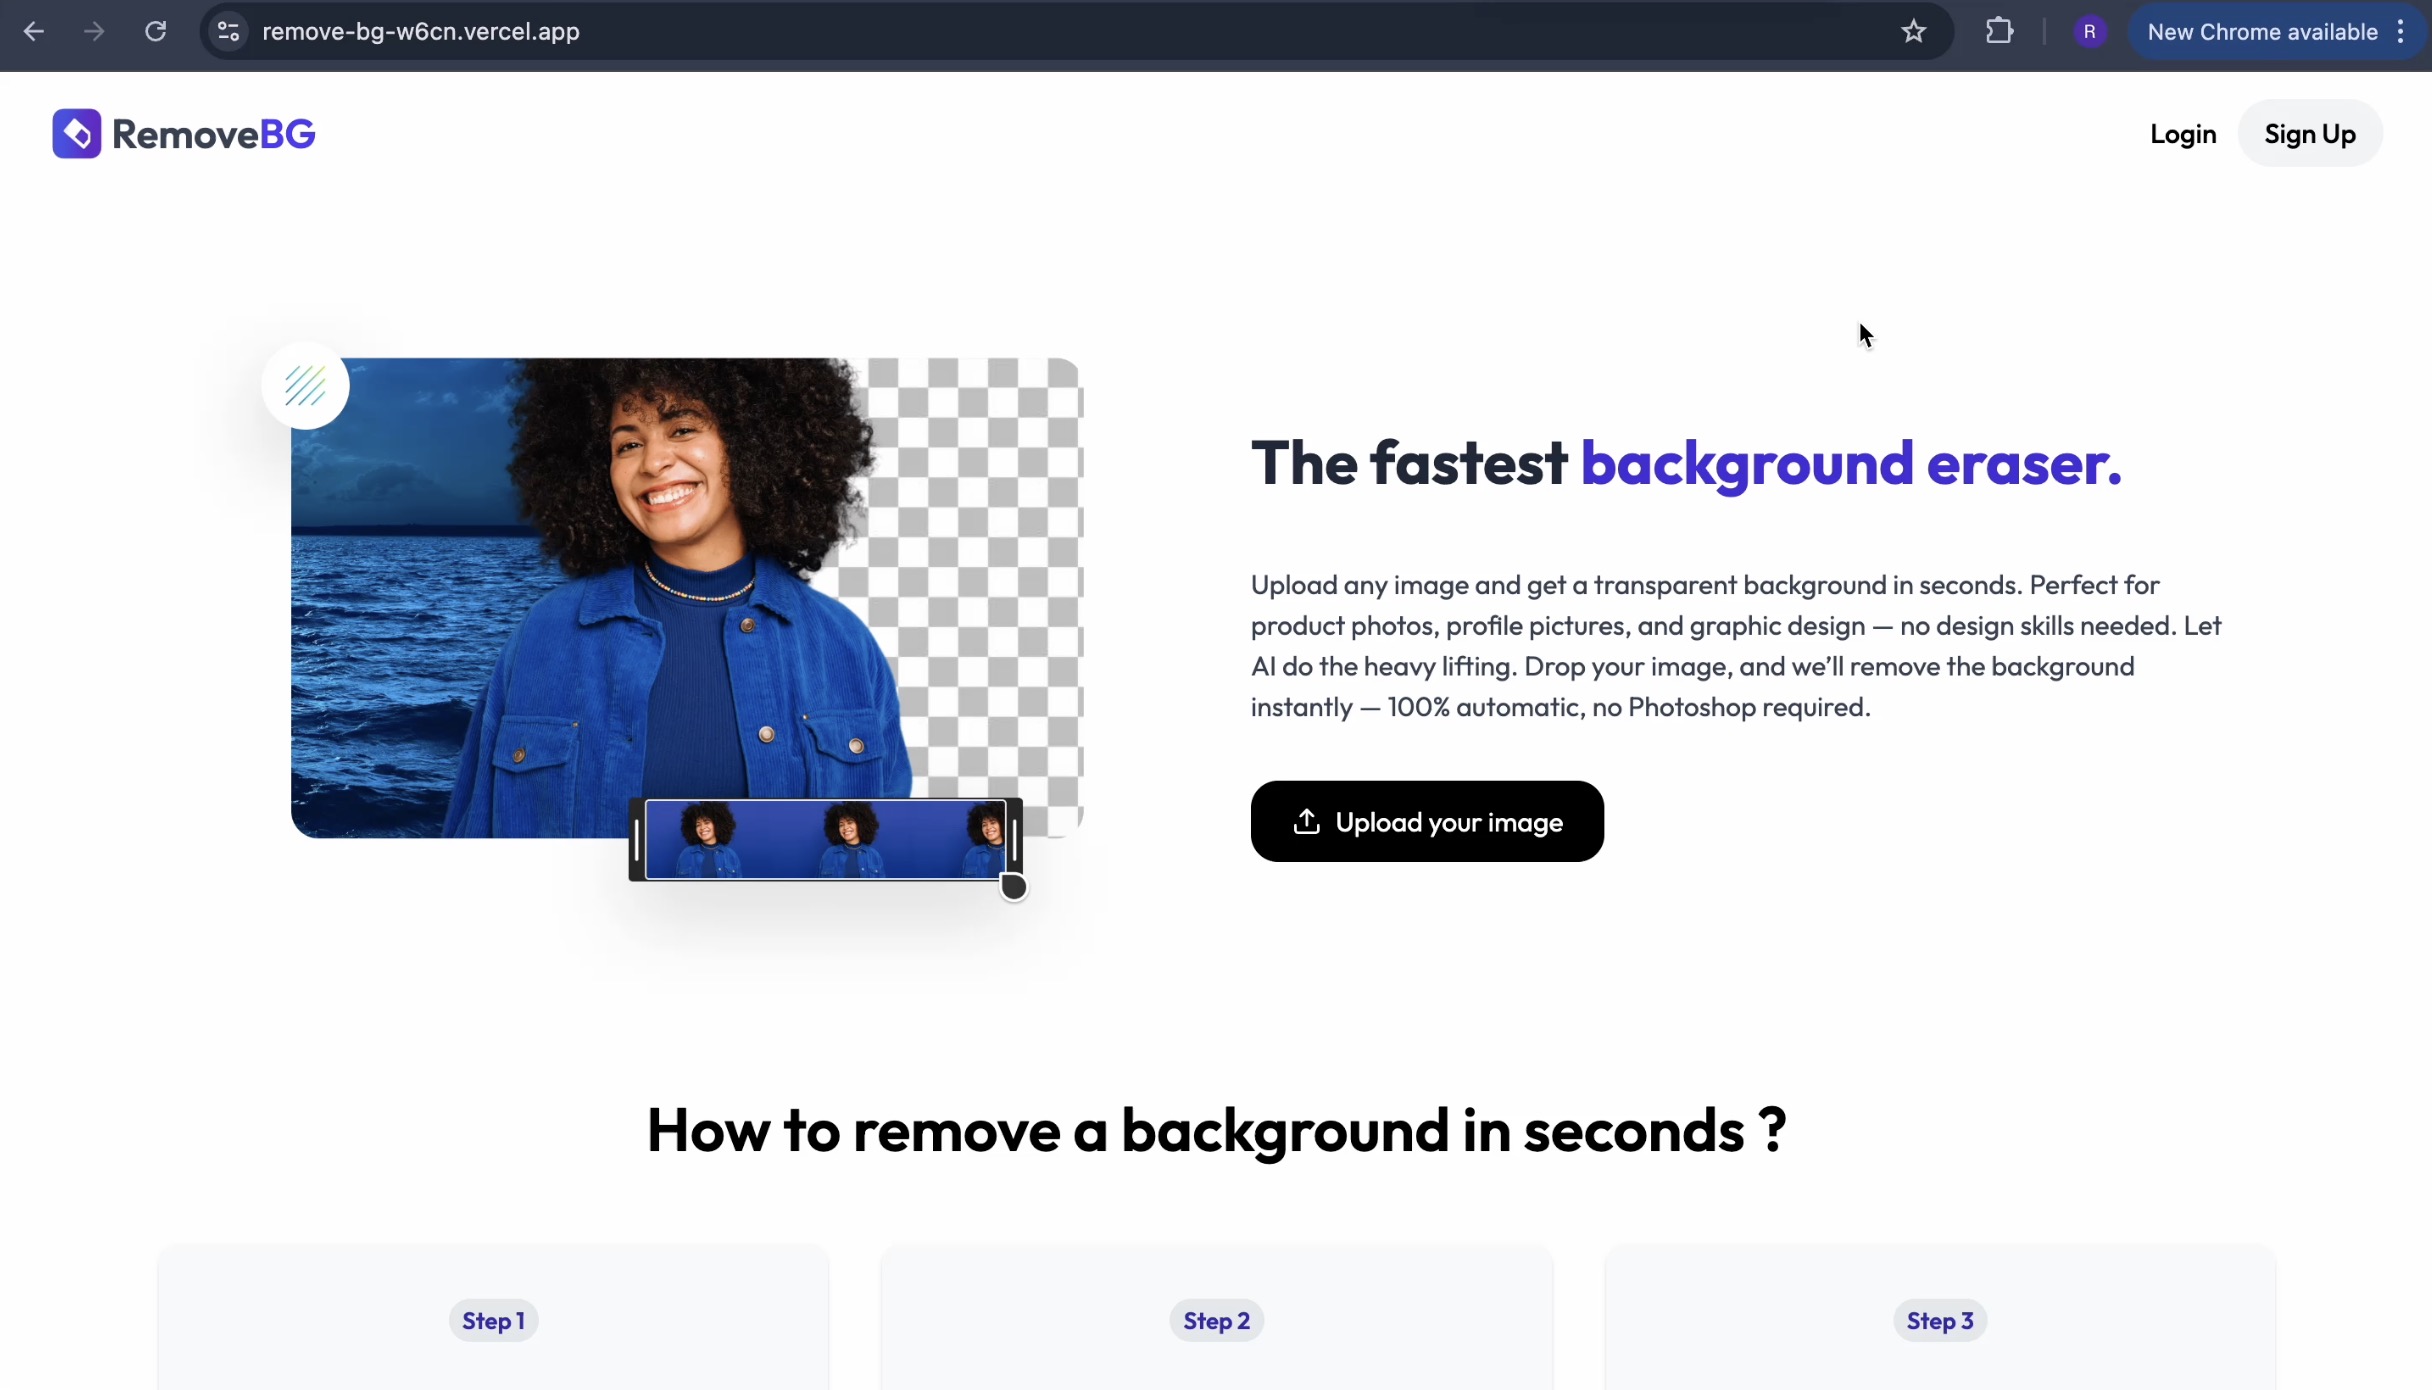 remove-bg-w6cn.vercel.app
R
New Chrome available
RemoveBG
Login
Sign Up
The fastest background eraser.
Upload any image and get a transparent background in seconds. Perfect for
product photos, profile pictures, and graphic design — no design skills needed. Let
AI do the heavy lifting. Drop your image, and we’ll remove the background
instantly — 100% automatic, no Photoshop required.
Upload your image
How to remove a background in seconds ?
Step 1
Step 2
Step 3